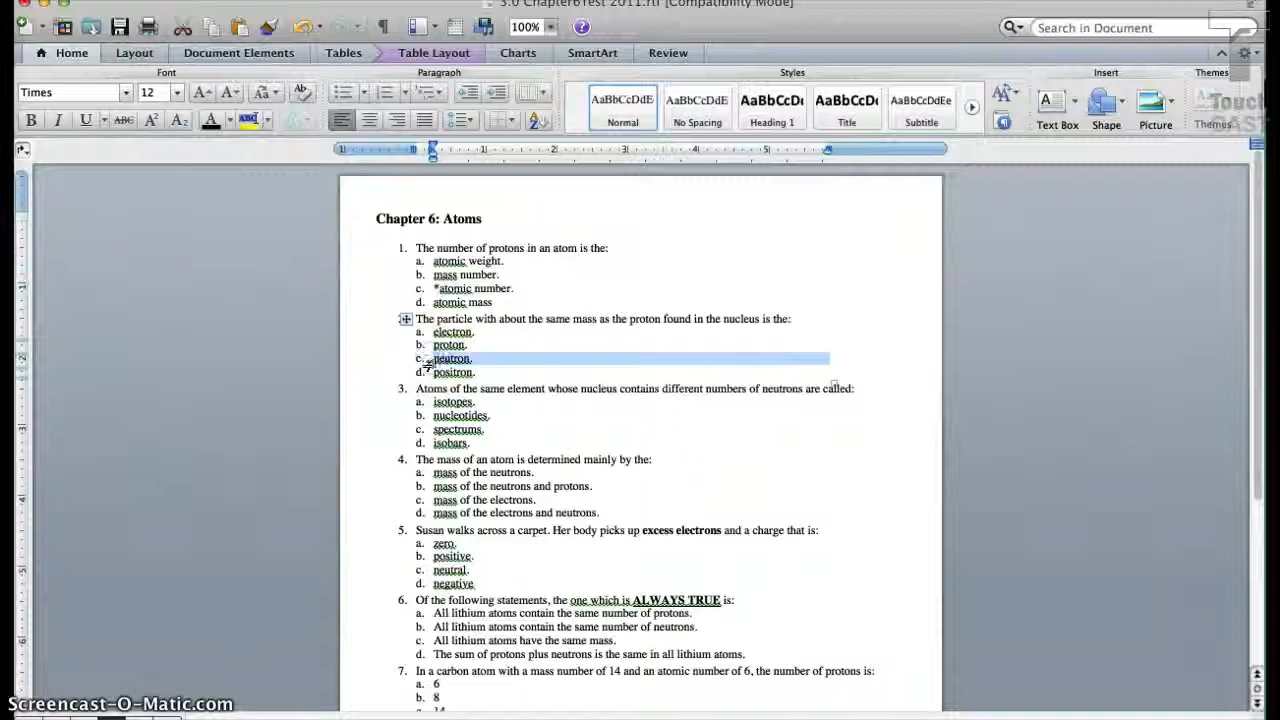 3.0 Chapter6Test 2011.rtf [Compatibility Mode]
100%
Search in Document
Home Layout Document Elements Tables Table Layout Charts SmartArt Review
Font Paragraph Styles Insert Themes
Times 12
AaBbCcDdE AaBbCcDdE AaBbCcDc AaBbCcDc AaBbCcDdEe
Normal No Spacing Heading 1 Title Subtitle
Text Box Shape Picture Themes
Touch
Chapter 6: Atoms
1. The number of protons in an atom is the:
a. atomic weight.
b. mass number.
c. *atomic number.
d. atomic mass
The particle with about the same mass as the proton found in the nucleus is the:
a. electron.
b. proton.
c. neutron.
d. positron.
3. Atoms of the same element whose nucleus contains different numbers of neutrons are called:
a. isotopes.
b. nucleotides.
c. spectrums.
d. isobars.
4. The mass of an atom is determined mainly by the:
a. mass of the neutrons.
b. mass of the neutrons and protons.
c. mass of the electrons.
d. mass of the electrons and neutrons.
5. Susan walks across a carpet. Her body picks up excess electrons and a charge that is:
a. zero.
b. positive.
c. neutral.
d. negative
6. Of the following statements, the one which is ALWAYS TRUE is:
a. All lithium atoms contain the same number of protons.
b. All lithium atoms contain the same number of neutrons.
c. All lithium atoms have the same mass.
d. The sum of protons plus neutrons is the same in all lithium atoms.
7. In a carbon atom with a mass number of 14 and an atomic number of 6, the number of protons is:
a. 6
b. 8
Screencast-O-Matic.com